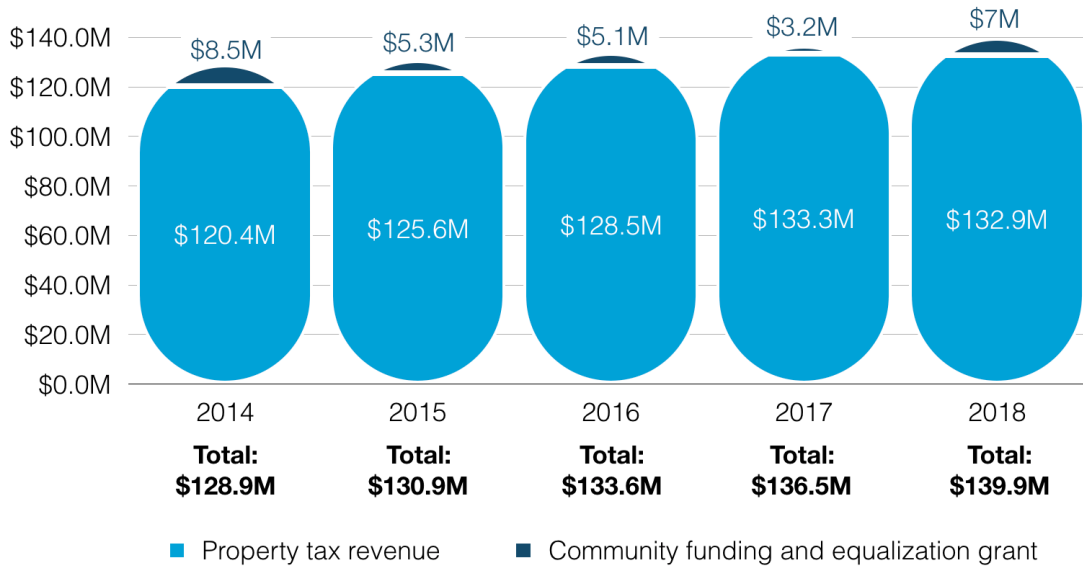 $140.0M
$120.0M
$100.0M
$80.0M
$60.0M
$40.0M
$20.0M
$0.0M
$8.5M
$5.3M
$5.1M
$3.2M
$7M
$120.4M
$125.6M
$128.5M
$133.3M
$132.9M
2014
2015
2016
2017
2018
Total:
$128.9M
Total:
$130.9M
Total:
$133.6M
Total:
$136.5M
Total:
$139.9M
Property tax revenue
Community funding and equalization grant